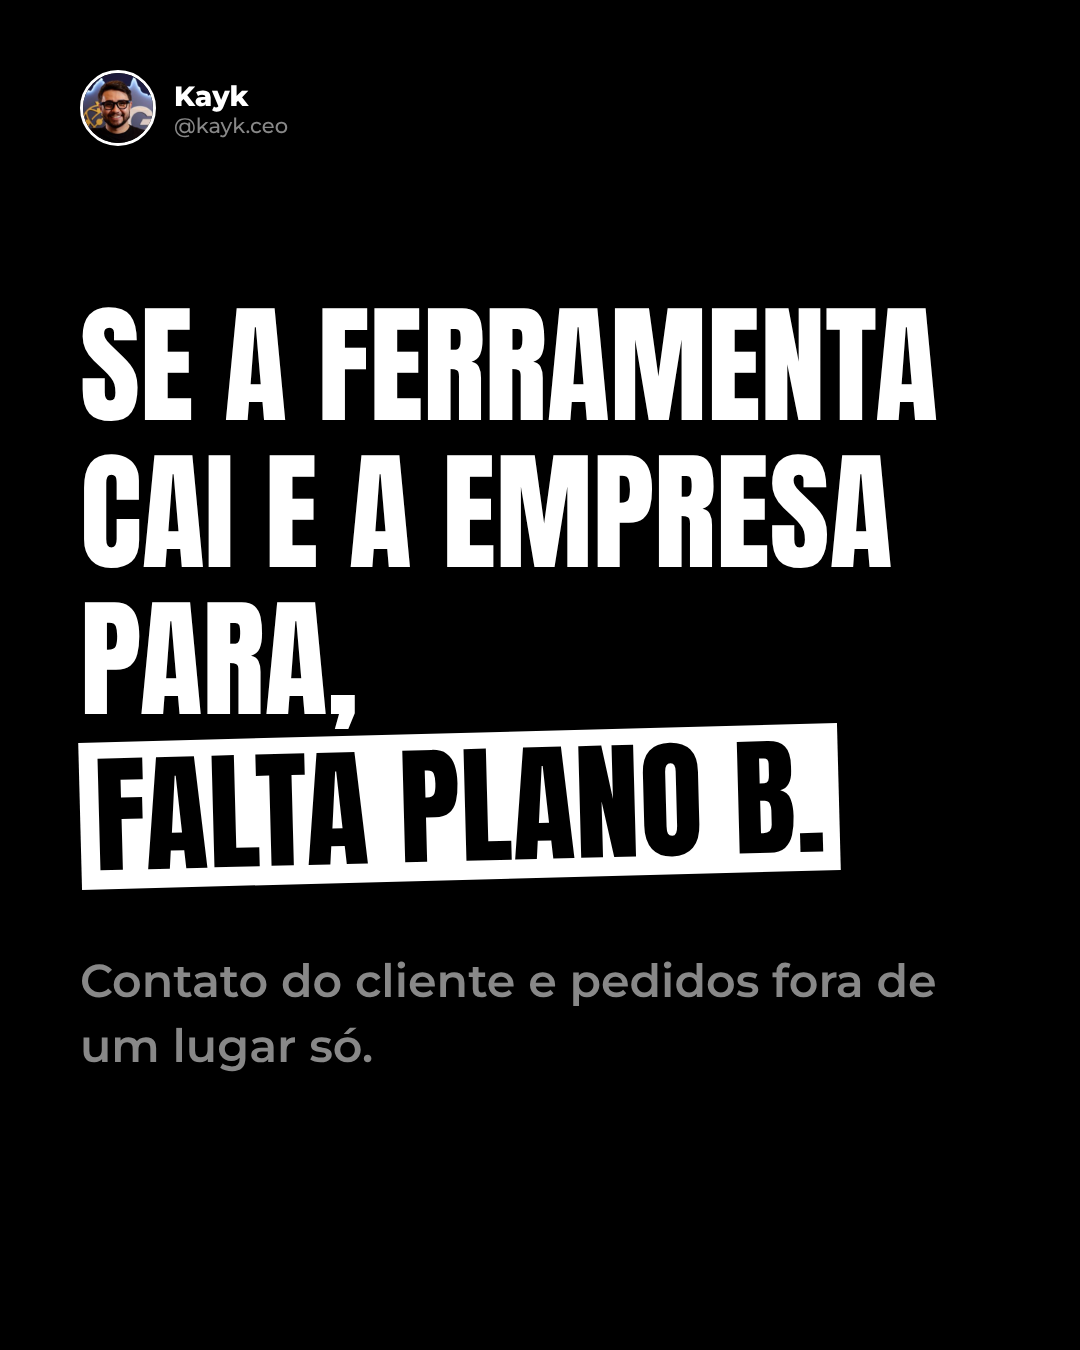 Kayk
@kayk.ceo
SE A FERRAMENTA
CAI E A EMPRESA
PARA,
FALTA PLANO B.
Contato do cliente e pedidos fora de
um lugar só.